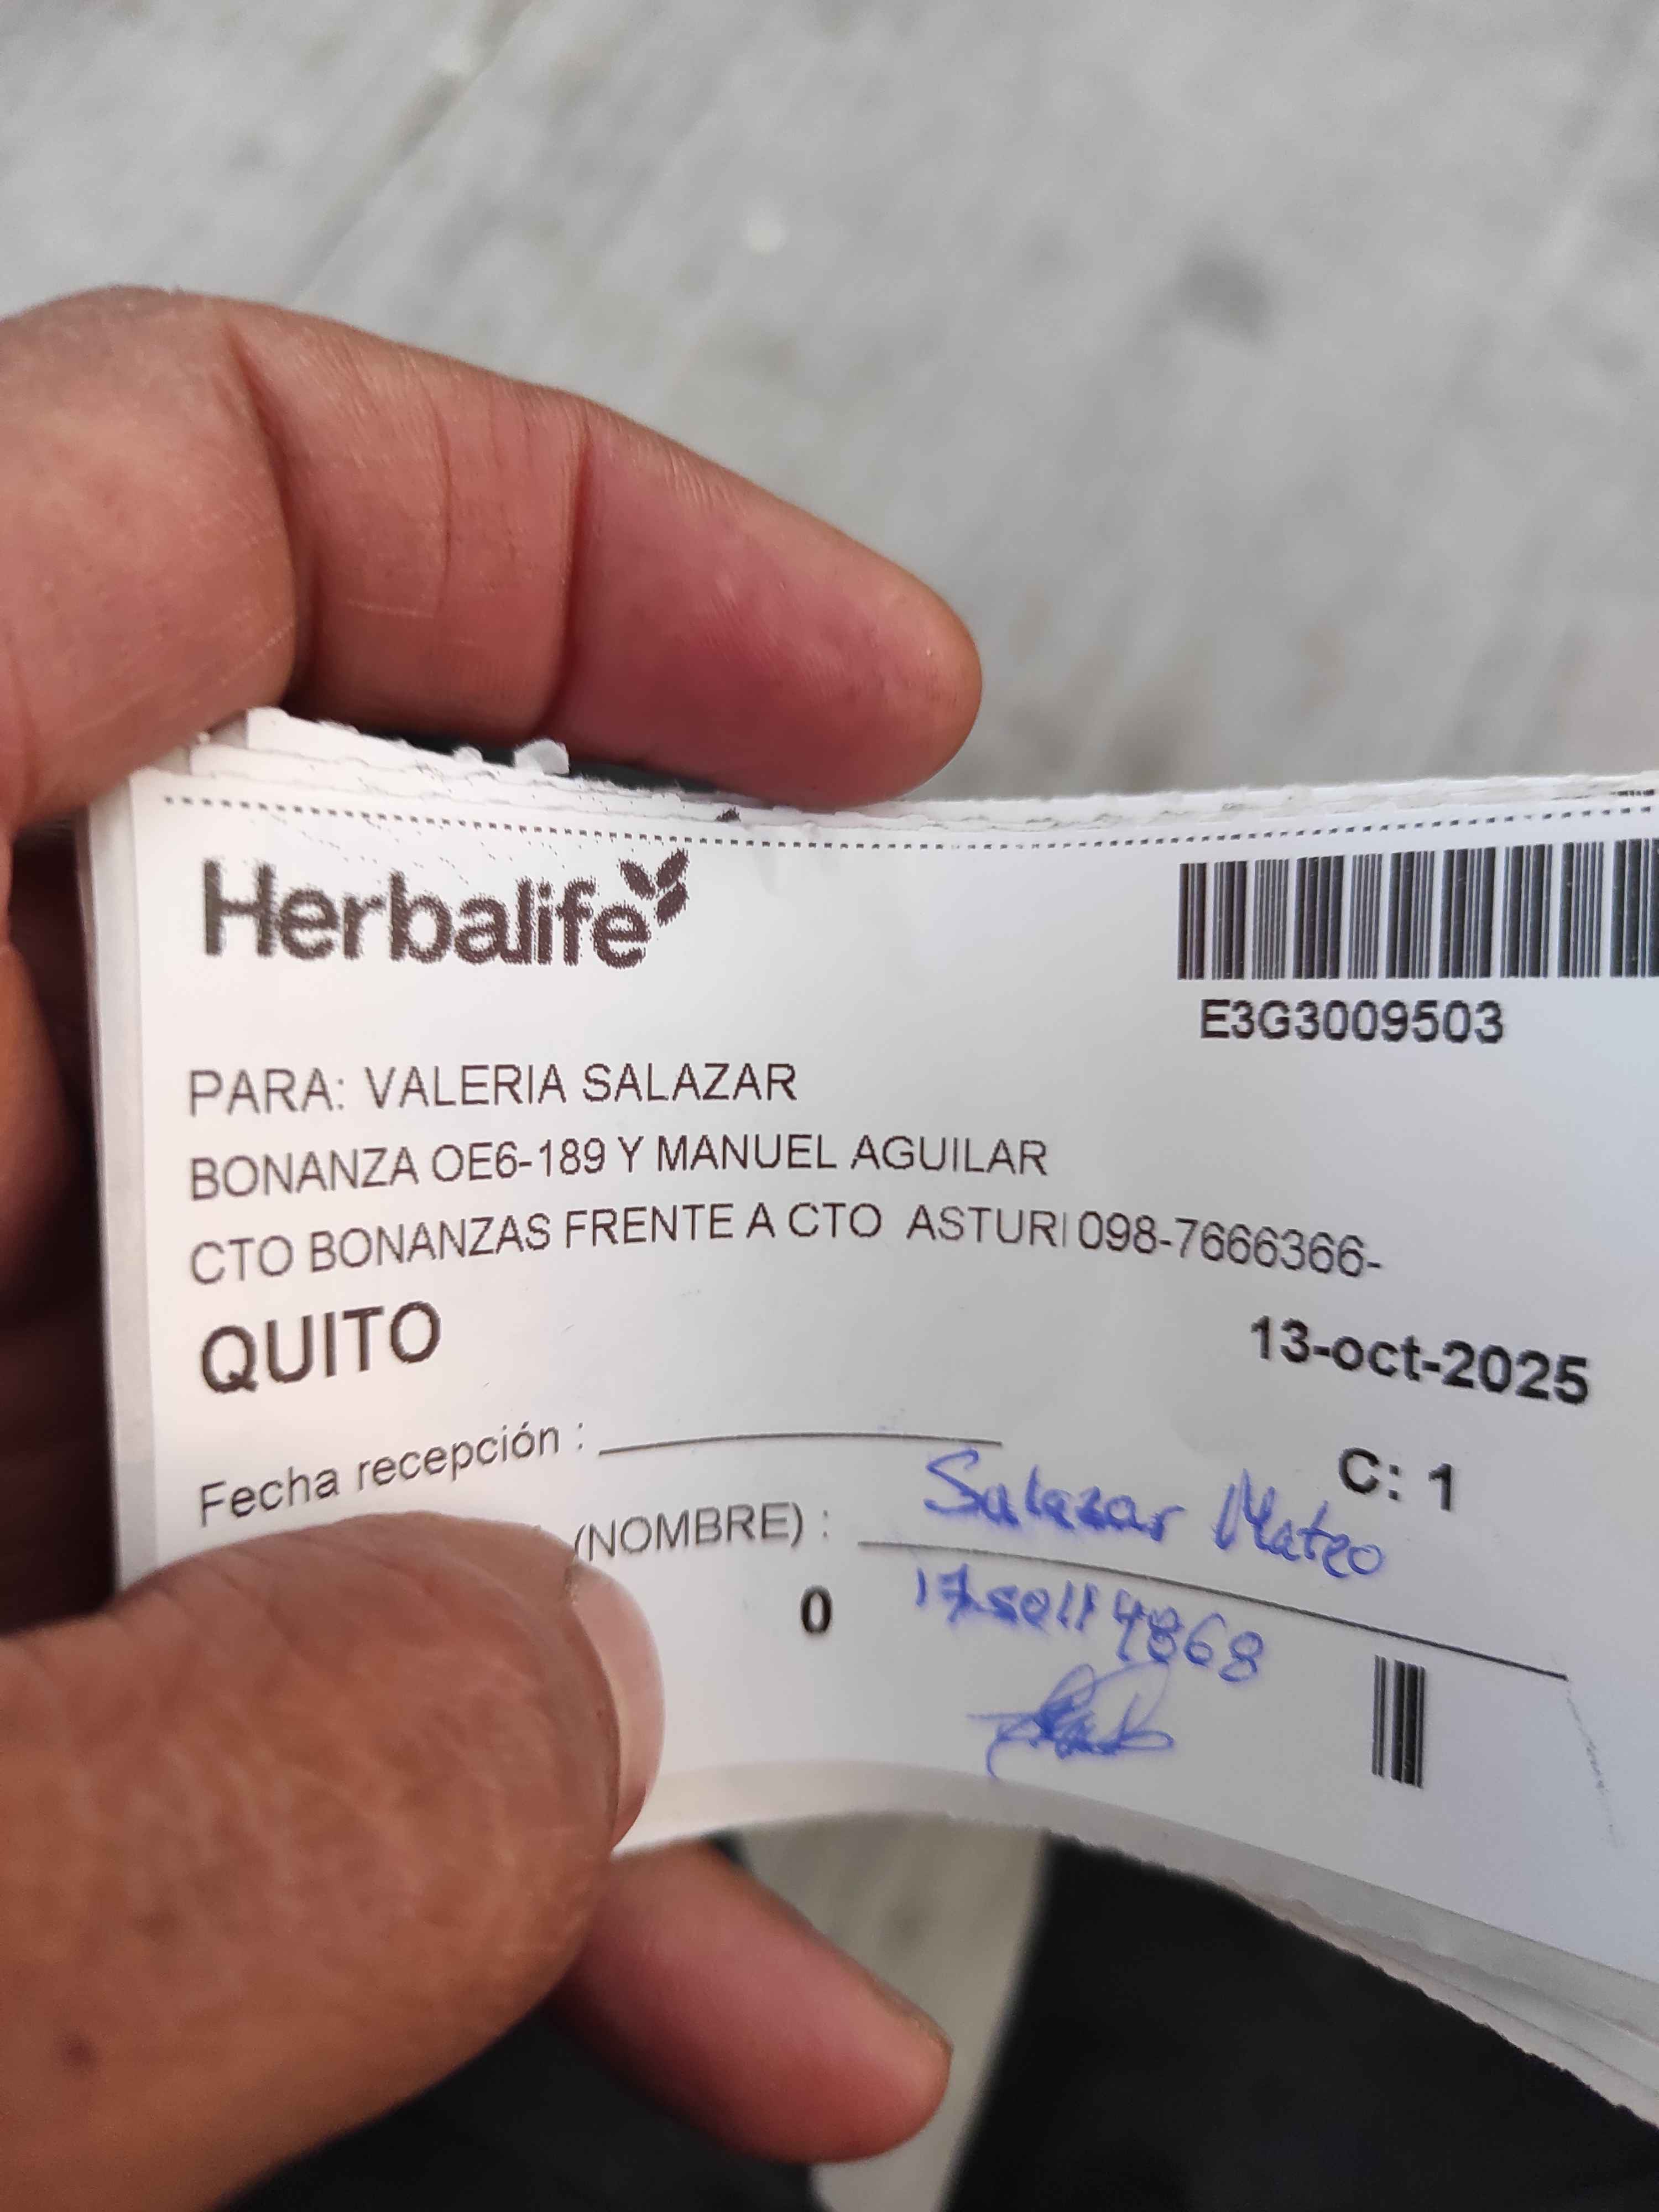 Herbalife
E3G3009503
PARA: VALERIA SALAZAR
BONANZA OE6-189 Y MANUEL AGUILAR
CTO BONANZAS FRENTE A CTO ASTURI 098-7666366-
QUITO
13-oct-2025
Fecha recepción :
C: 1
(NOMBRE) : Salazar Mateo
0